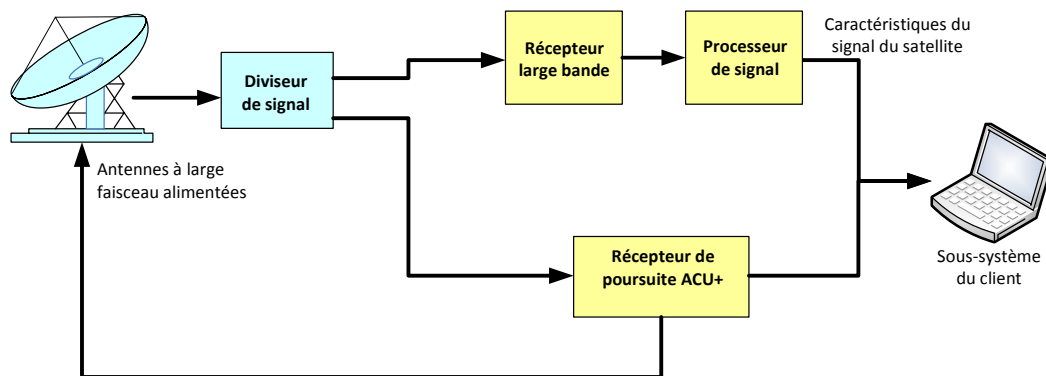 Antennes à large
faisceau alimentées
Diviseur
de signal
Récepteur
large bande
Processeur
de signal
Caractéristiques du
signal du satellite
Récepteur de
poursuite ACU+
Sous-système
du client